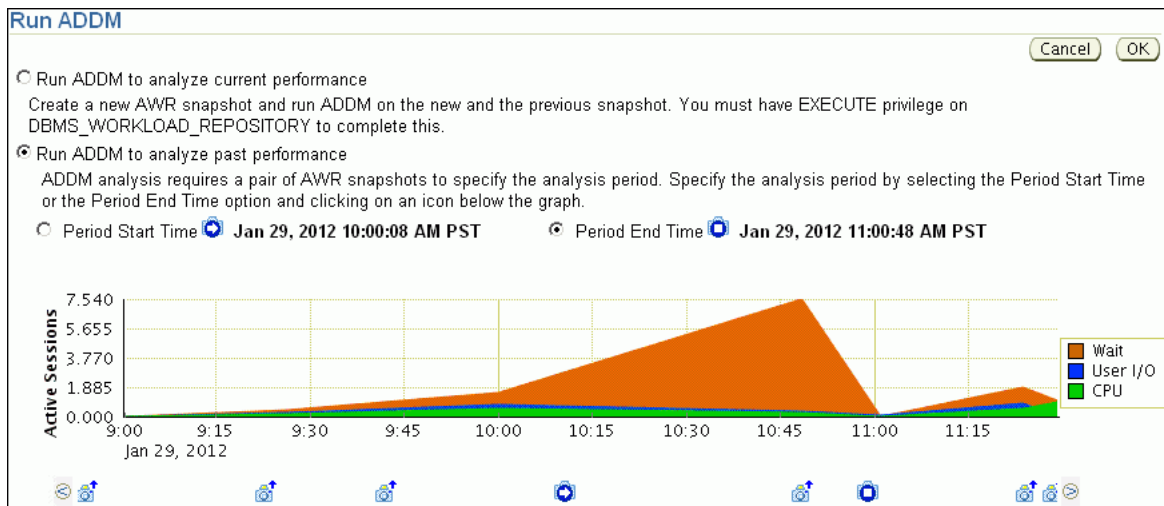 Run ADDM
Cancel OK
Run ADDM to analyze current performance
Create a new AWR snapshot and run ADDM on the new and the previous snapshot. You must have EXECUTE privilege on
DBMS_WORKLOAD_REPOSITORY to complete this.
Run ADDM to analyze past performance
ADDM analysis requires a pair of AWR snapshots to specify the analysis period. Specify the analysis period by selecting the Period Start Time
or the Period End Time option and clicking on an icon below the graph.
Period Start Time Jan 29, 2012 10:00:08 AM PST Period End Time Jan 29, 2012 11:00:48 AM PST
Active Sessions
7.540
5.655
3.770
1.885
0.000
9:00 9:15 9:30 9:45 10:00 10:15 10:30 10:45 11:00 11:15
Jan 29, 2012
Wait
User I/O
CPU